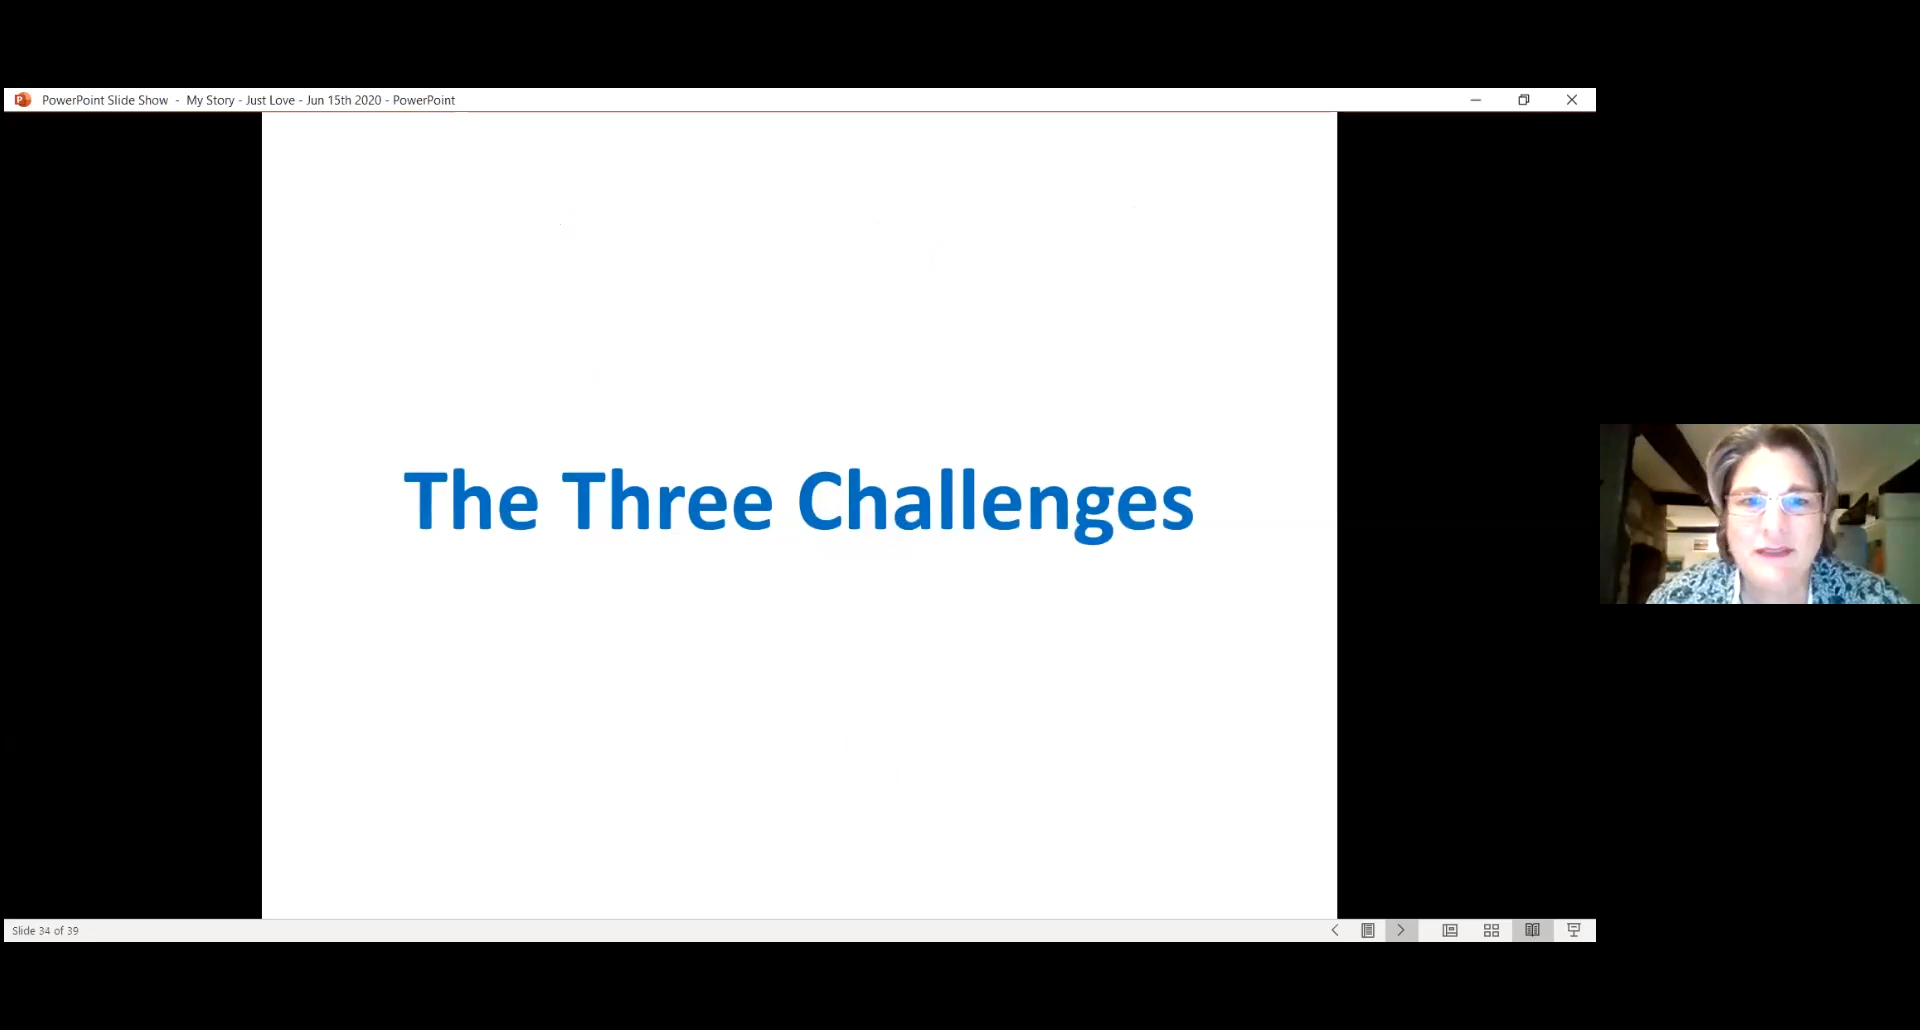 PowerPoint Slide Show - My Story - Just Love - Jun 15th 2020 - PowerPoint
The Three Challenges
Slide 34 of 39